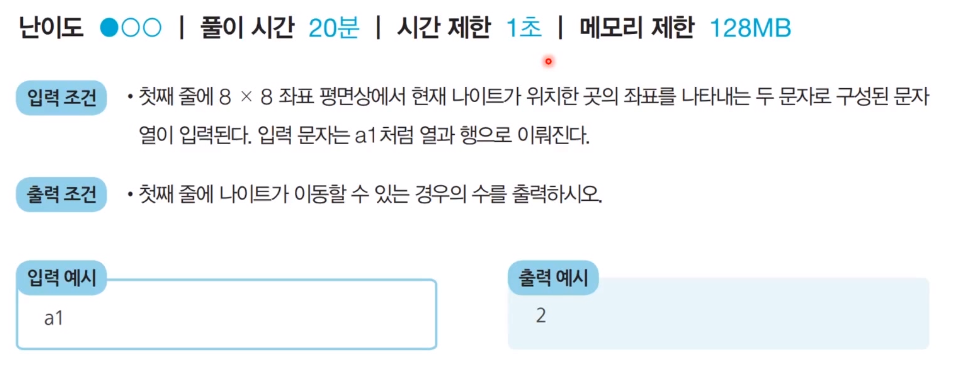 난이도 ●○○ | 풀이 시간 20분 | 시간 제한 1초 | 메모리 제한 128MB
입력 조건 • 첫째 줄에 8 × 8 좌표 평면상에서 현재 나이트가 위치한 곳의 좌표를 나타내는 두 문자로 구성된 문자
열이 입력된다. 입력 문자는 a1처럼 열과 행으로 이뤄진다.
출력 조건 • 첫째 줄에 나이트가 이동할 수 있는 경우의 수를 출력하시오.
입력 예시
a1
출력 예시
2